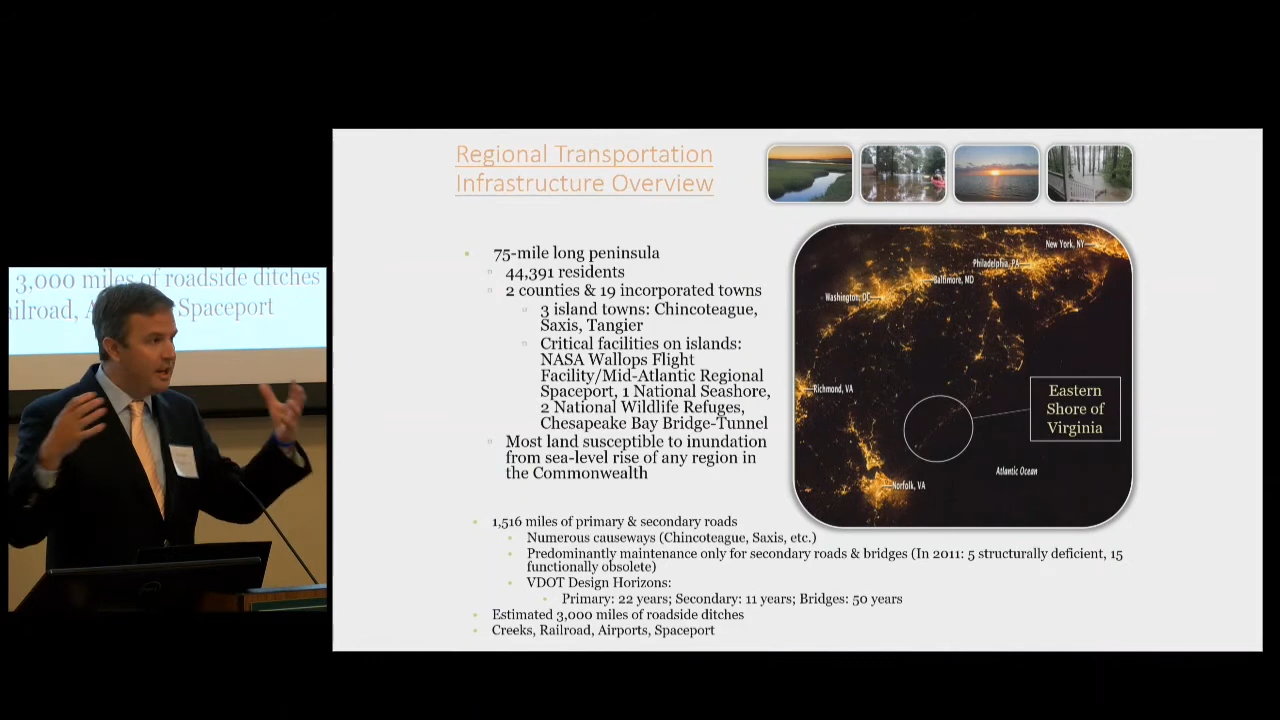 Regional Transportation
Infrastructure Overview
75-mile long peninsula
44,391 residents
2 counties & 19 incorporated towns
3 island towns: Chincoteague,
Saxis, Tangier
Critical facilities on islands:
NASA Wallops Flight
Facility/Mid-Atlantic Regional
Spaceport, 1 National Seashore,
2 National Wildlife Refuges,
Chesapeake Bay Bridge-Tunnel
Most land susceptible to inundation
from sea-level rise of any region in
the Commonwealth
New York, NY
Philadelphia, PA
Baltimore, MD
Washington, DC
Richmond, VA
Eastern
Shore of
Virginia
Atlantic Ocean
Norfolk, VA
1,516 miles of primary & secondary roads
Numerous causeways (Chincoteague, Saxis, etc.)
Predominantly maintenance only for secondary roads & bridges (In 2011: 5 structurally deficient, 15
functionally obsolete)
VDOT Design Horizons:
Primary: 22 years; Secondary: 11 years; Bridges: 50 years
Estimated 3,000 miles of roadside ditches
Creeks, Railroad, Airports, Spaceport
3,000 miles of roadside ditches
ailroad, A Spaceport